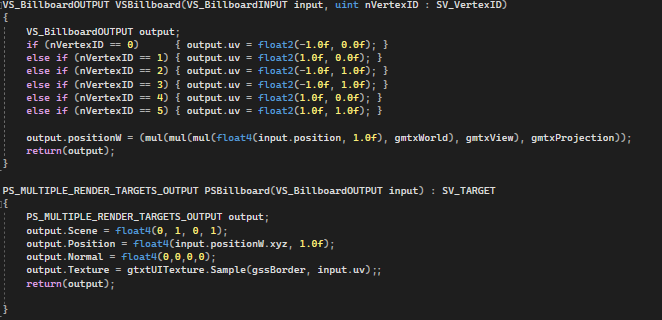 VS_BillboardOUTPUT VSBillboard(VS_BillboardINPUT input, uint nVertexID : SV_VertexID)
{
    VS_BillboardOUTPUT output;
    if (nVertexID == 0)      { output.uv = float2(-1.0f, 0.0f); }
    else if (nVertexID == 1) { output.uv = float2(1.0f, 0.0f); }
    else if (nVertexID == 2) { output.uv = float2(-1.0f, 1.0f); }
    else if (nVertexID == 3) { output.uv = float2(-1.0f, 1.0f); }
    else if (nVertexID == 4) { output.uv = float2(1.0f, 0.0f); }
    else if (nVertexID == 5) { output.uv = float2(1.0f, 1.0f); }

    output.positionW = (mul(mul(mul(float4(input.position, 1.0f), gmtxWorld), gmtxView), gmtxProjection));
    return(output);
}

PS_MULTIPLE_RENDER_TARGETS_OUTPUT PSBillboard(VS_BillboardOUTPUT input) : SV_TARGET
{
    PS_MULTIPLE_RENDER_TARGETS_OUTPUT output;
    output.Scene = float4(0, 1, 0, 1);
    output.Position = float4(input.positionW.xyz, 1.0f);
    output.Normal = float4(0,0,0,0);
    output.Texture = gtxtUITexture.Sample(gssBorder, input.uv);;
    return(output);

}